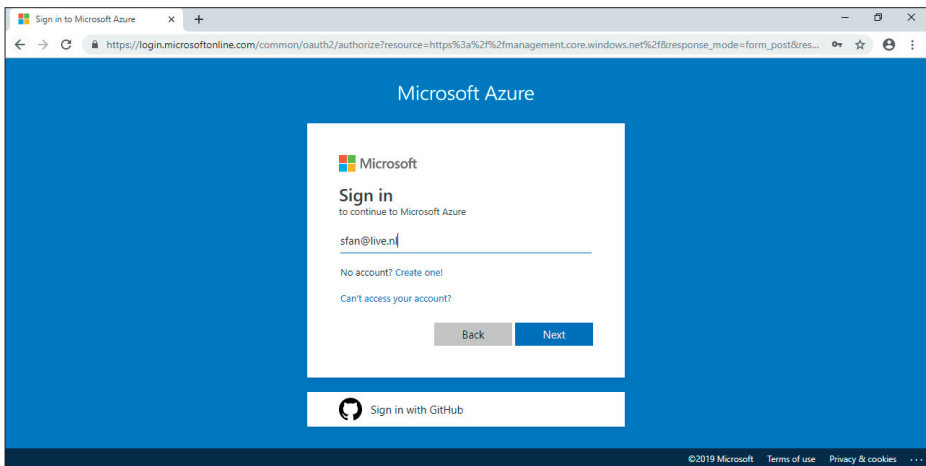 Sign in to Microsoft Azure
https://login.microsoftonline.com/common/oauth2/authorize?resource=https%3a%2f%2fmanagement.core.windows.net%2f&response_mode=form_post&res...
Microsoft Azure
Microsoft
Sign in
to continue to Microsoft Azure
sfan@live.nl
No account? Create one!
Can't access your account?
Back Next
Sign in with GitHub
©2019 Microsoft Terms of use Privacy & cookies ...